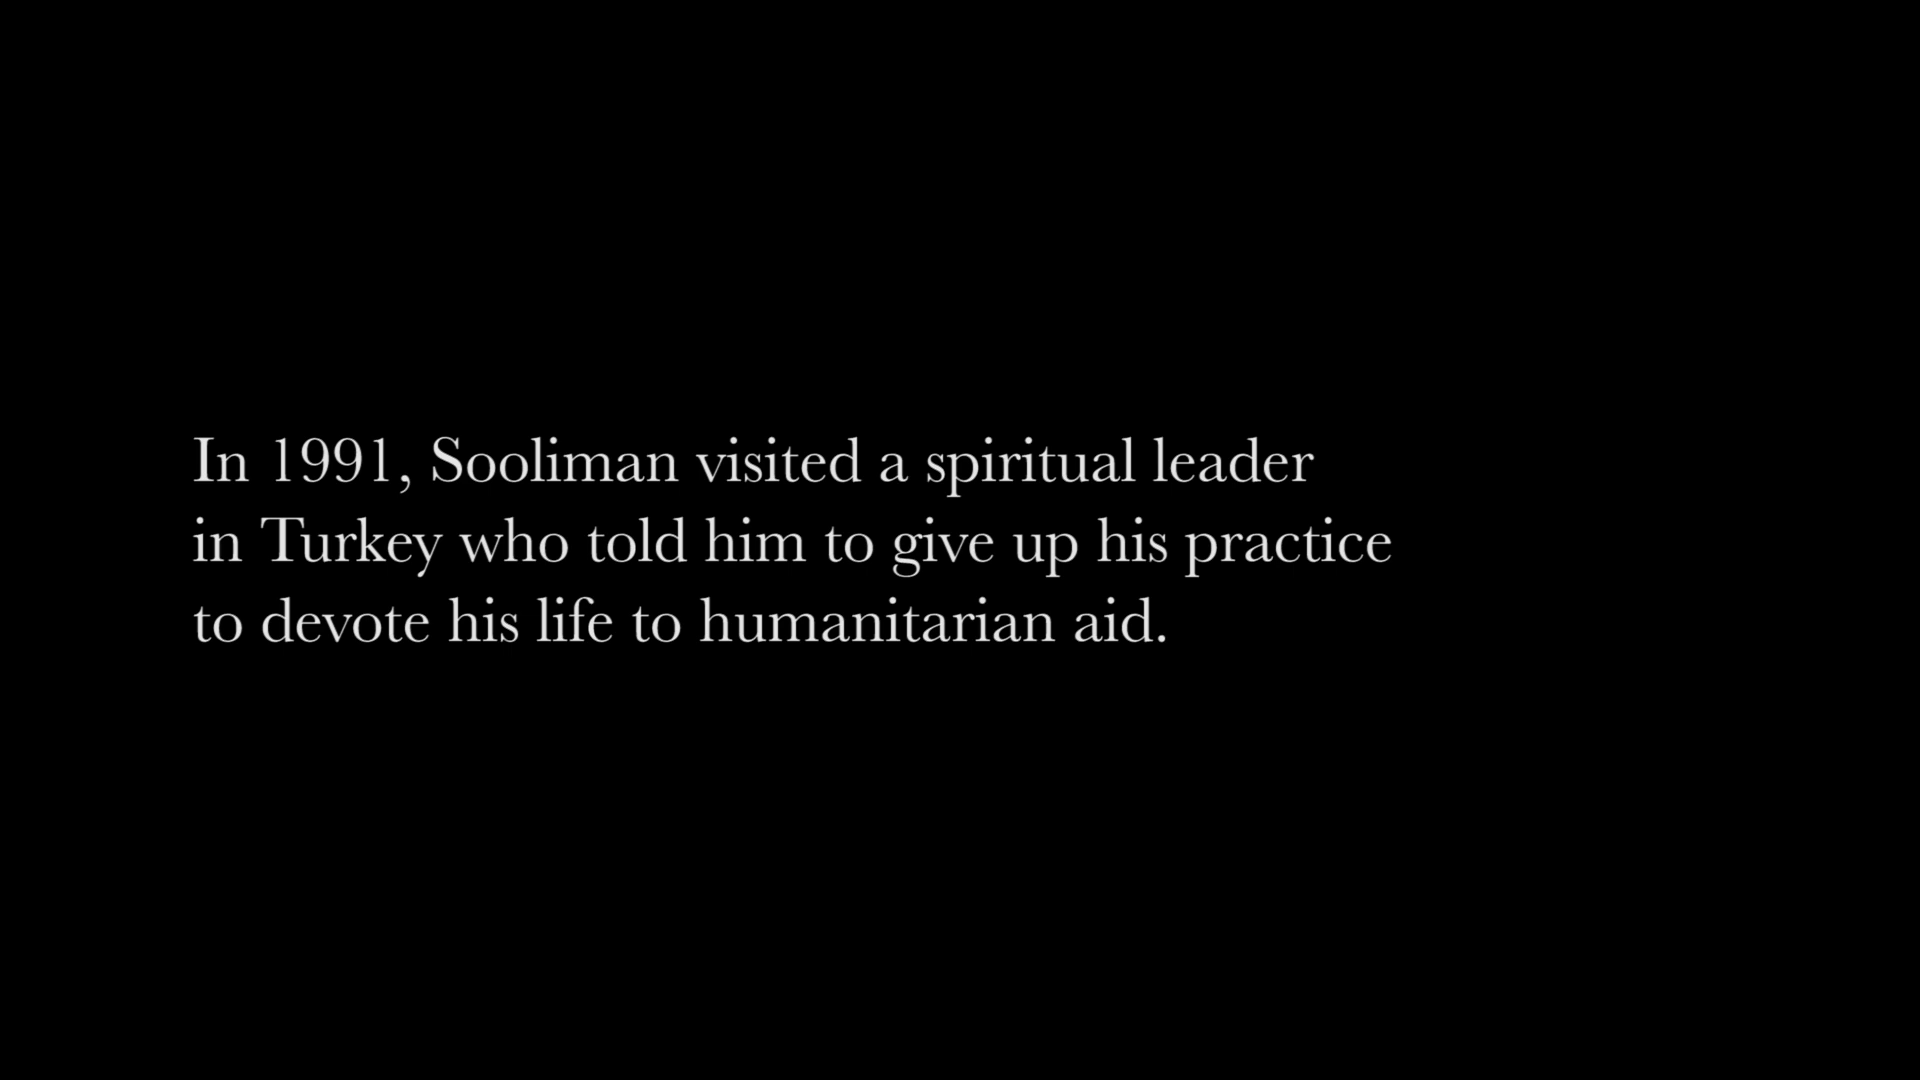 In 1991, Sooliman visited a spiritual leader
in Turkey who told him to give up his practice
to devote his life to humanitarian aid.